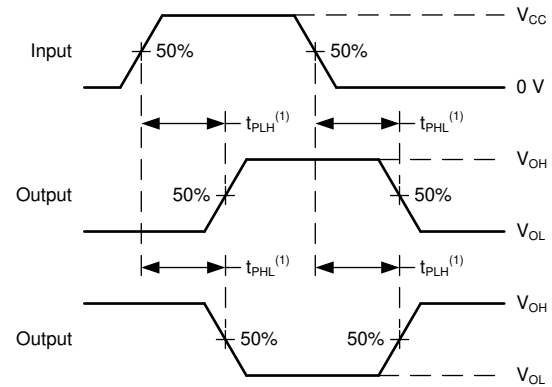 V_CC
Input 50% 50%
0 V
t_PLH(1) t_PHL(1)
V_OH
Output 50% 50%
V_OL
t_PHL(1) t_PLH(1)
V_OH
Output 50% 50%
V_OL